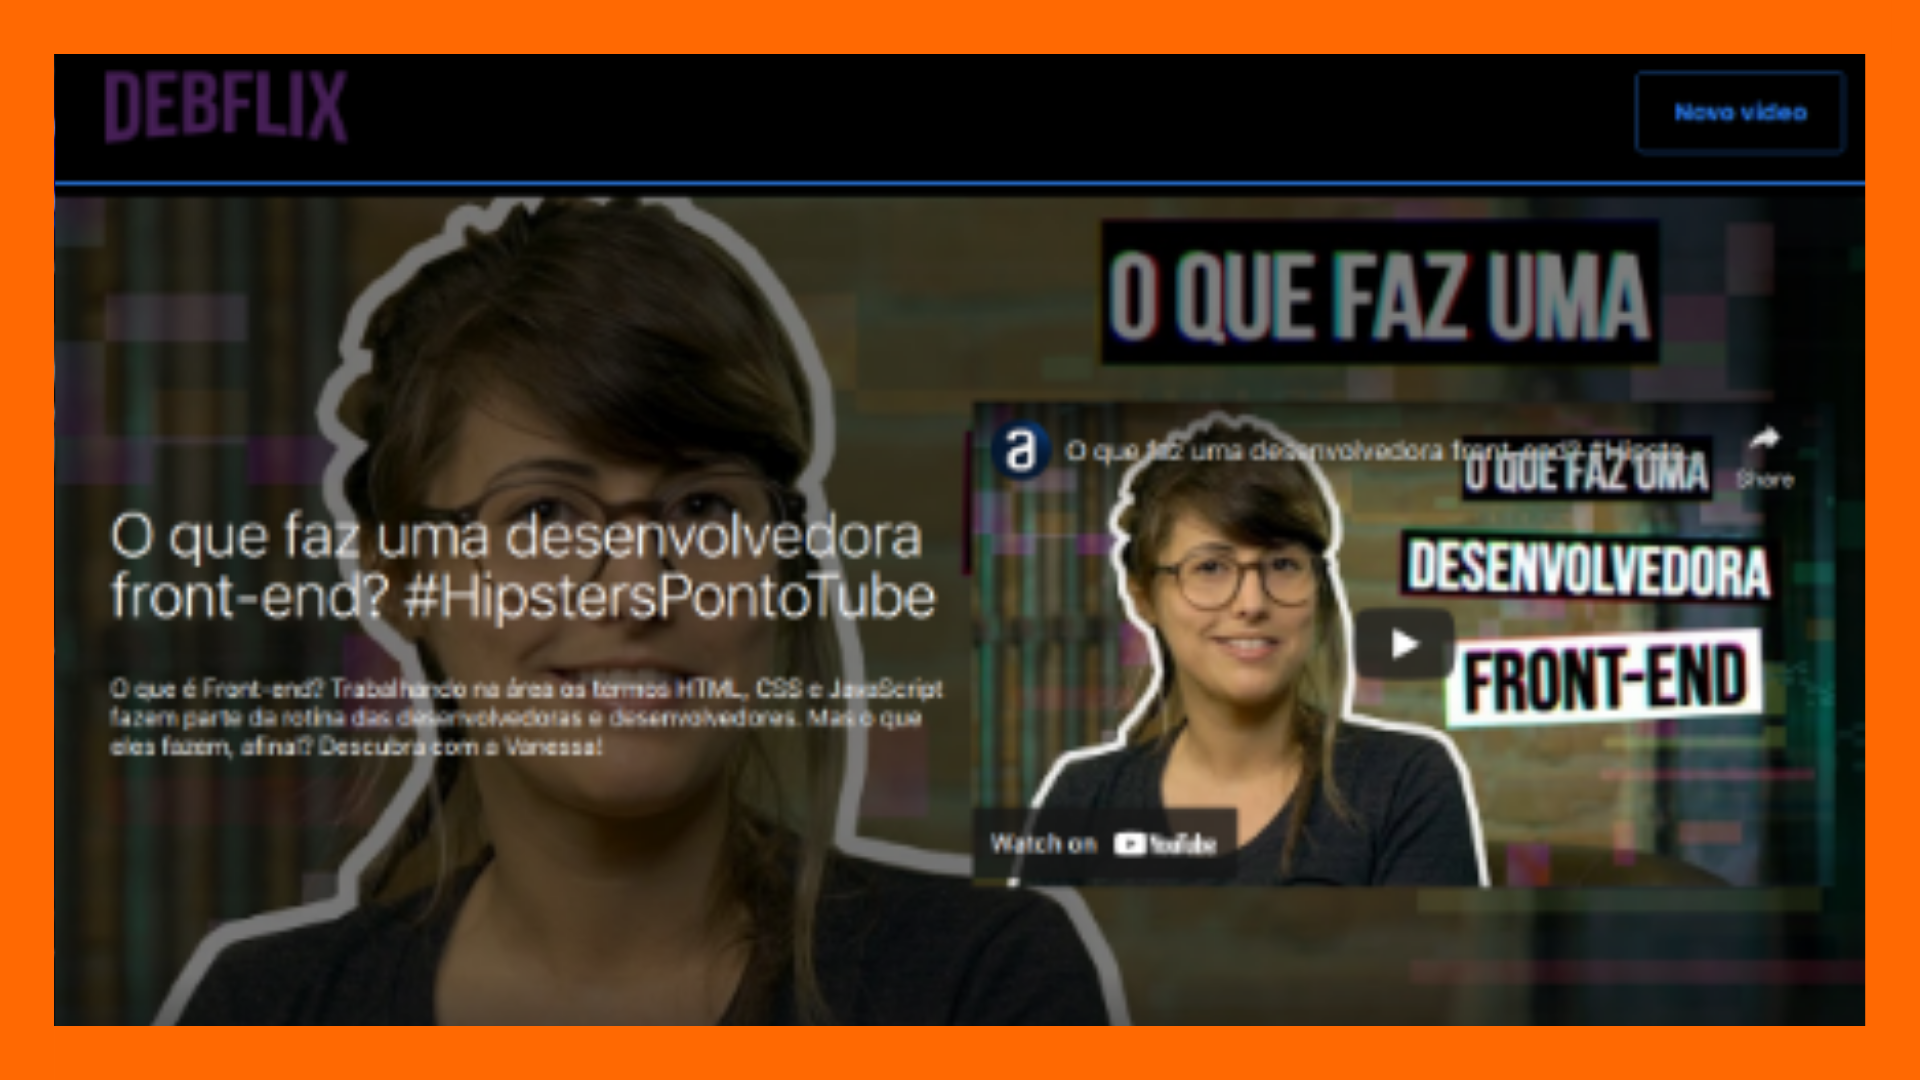 DEBFLIX
Novo vídeo
O QUE FAZ UMA
O que faz uma desenvolvedora
front-end? #HipstersPontoTube
O que é Front-end? Trabalhando na área os termos HTML, CSS e JavaScript
fazem parte da rotina das desenvolvedoras e desenvolvedores. Mas o que
eles fazem, afinal? Descubra com a Vanessa!
a
O que faz uma desenvolvedora front-end? #Hipste...
Share
O QUE FAZ UMA
DESENVOLVEDORA
FRONT-END
Watch on YouTube